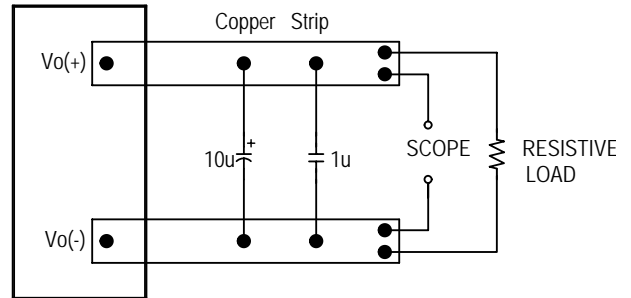 Copper Strip
Vo(+)
+
10u
1u
SCOPE
RESISTIVE
LOAD
Vo(-)